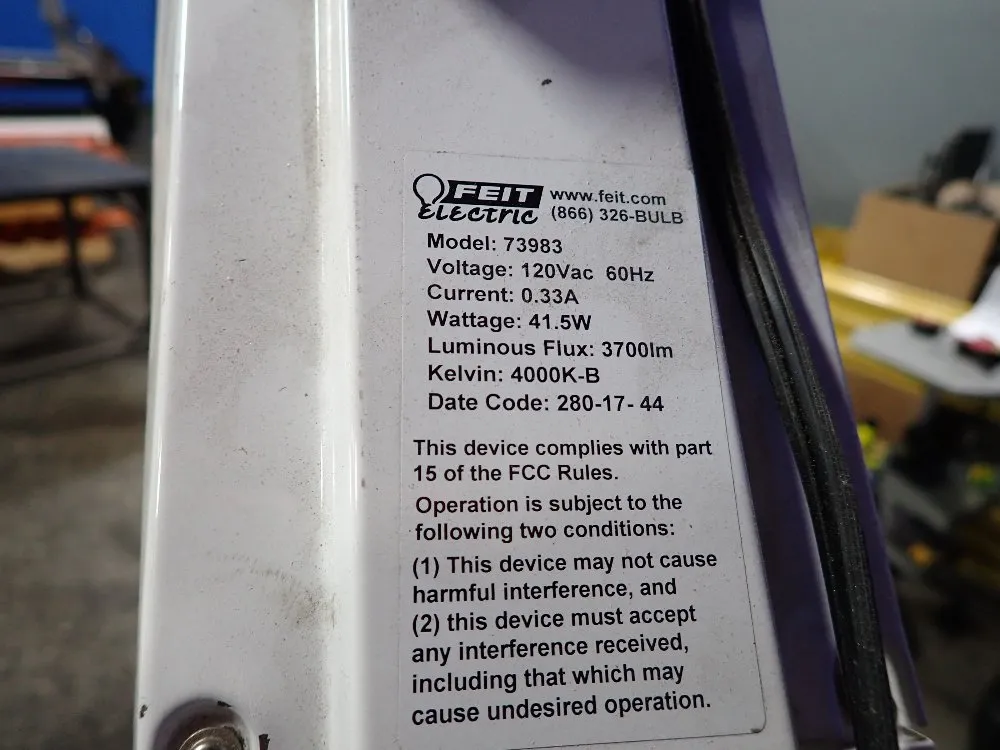 FEIT www.feit.com
ELECTRIC (866) 326-BULB
Model: 73983
Voltage: 120Vac 60Hz
Current: 0.33A
Wattage: 41.5W
Luminous Flux: 3700lm
Kelvin: 4000K-B
Date Code: 280-17- 44
This device complies with part
15 of the FCC Rules.
Operation is subject to the
following two conditions:
(1) This device may not cause
harmful interference, and
(2) this device must accept
any interference received,
including that which may
cause undesired operation.